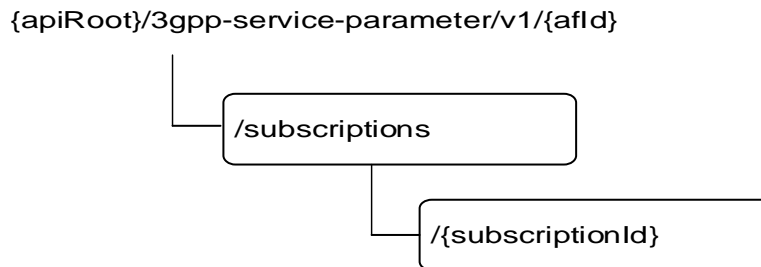 {apiRoot}/3gpp-service-parameter/v1/{afId}
/subscriptions
/{subscriptionId}